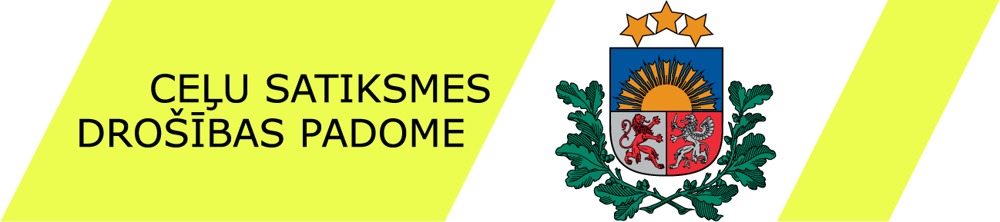 CEĻU SATIKSMES
DROŠĪBAS PADOME